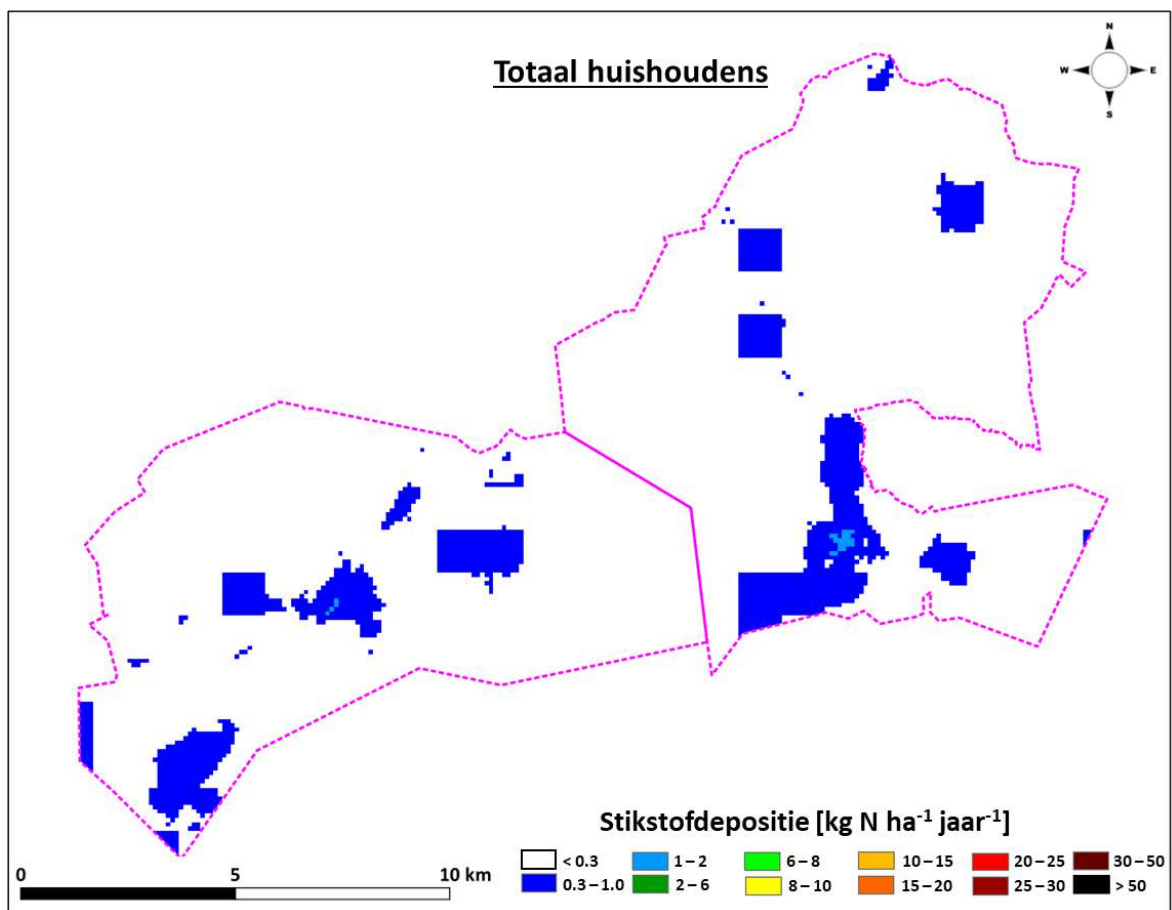 Totaal huishoudens
N
W E
S
Stikstofdepositie [kg N ha⁻¹ jaar⁻¹]
0 5 10 km
< 0.3 1 – 2 6 – 8 10 – 15 20 – 25 30 – 50
0.3 – 1.0 2 – 6 8 – 10 15 – 20 25 – 30 > 50